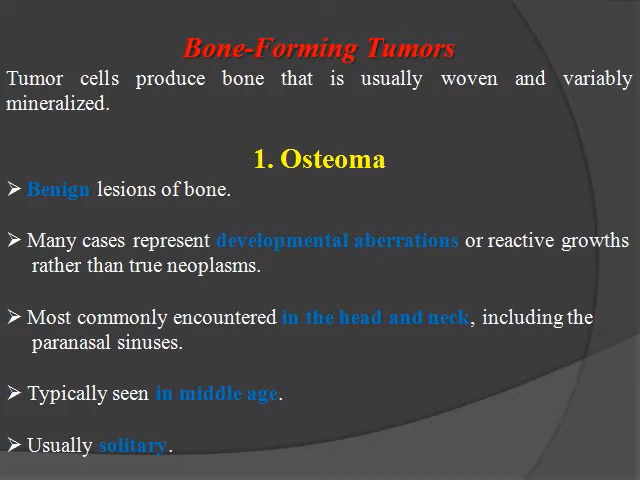 Bone-Forming Tumors
Tumor cells produce bone that is usually woven and variably
mineralized.
1. Osteoma
➢ Benign lesions of bone.
➢ Many cases represent developmental aberrations or reactive growths
rather than true neoplasms.
➢ Most commonly encountered in the head and neck, including the
paranasal sinuses.
➢ Typically seen in middle age.
➢ Usually solitary.